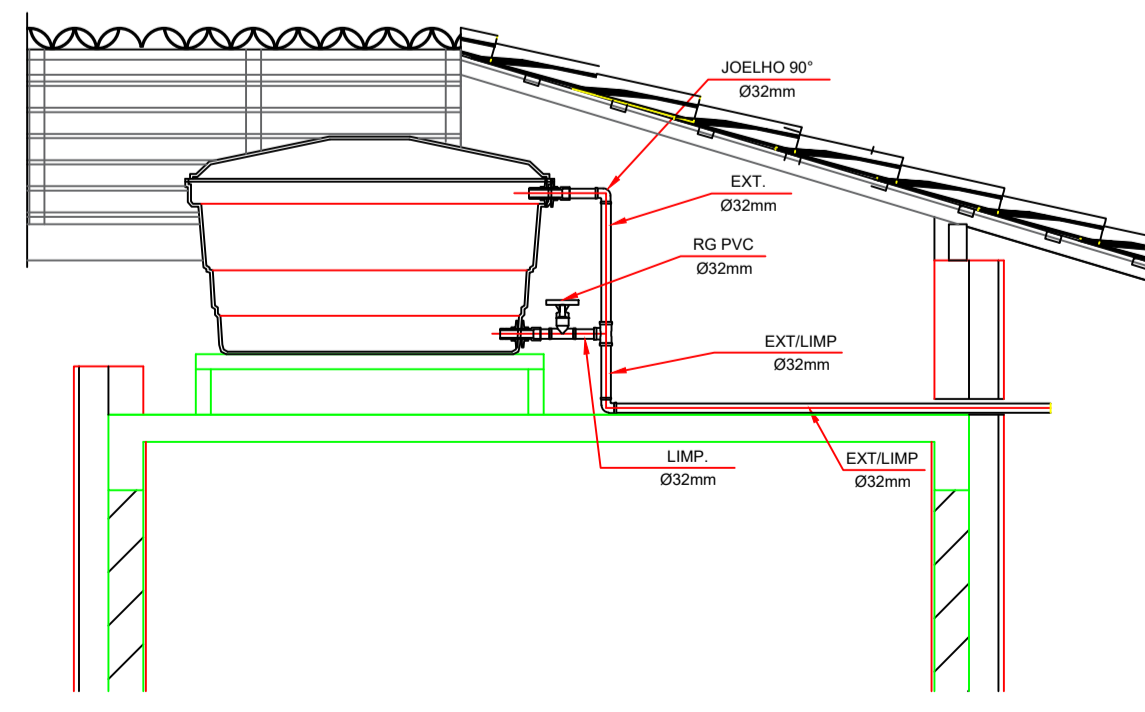 JOELHO 90°
Ø32mm
EXT.
Ø32mm
RG PVC
Ø32mm
EXT/LIMP
Ø32mm
LIMP.
Ø32mm
EXT/LIMP
Ø32mm